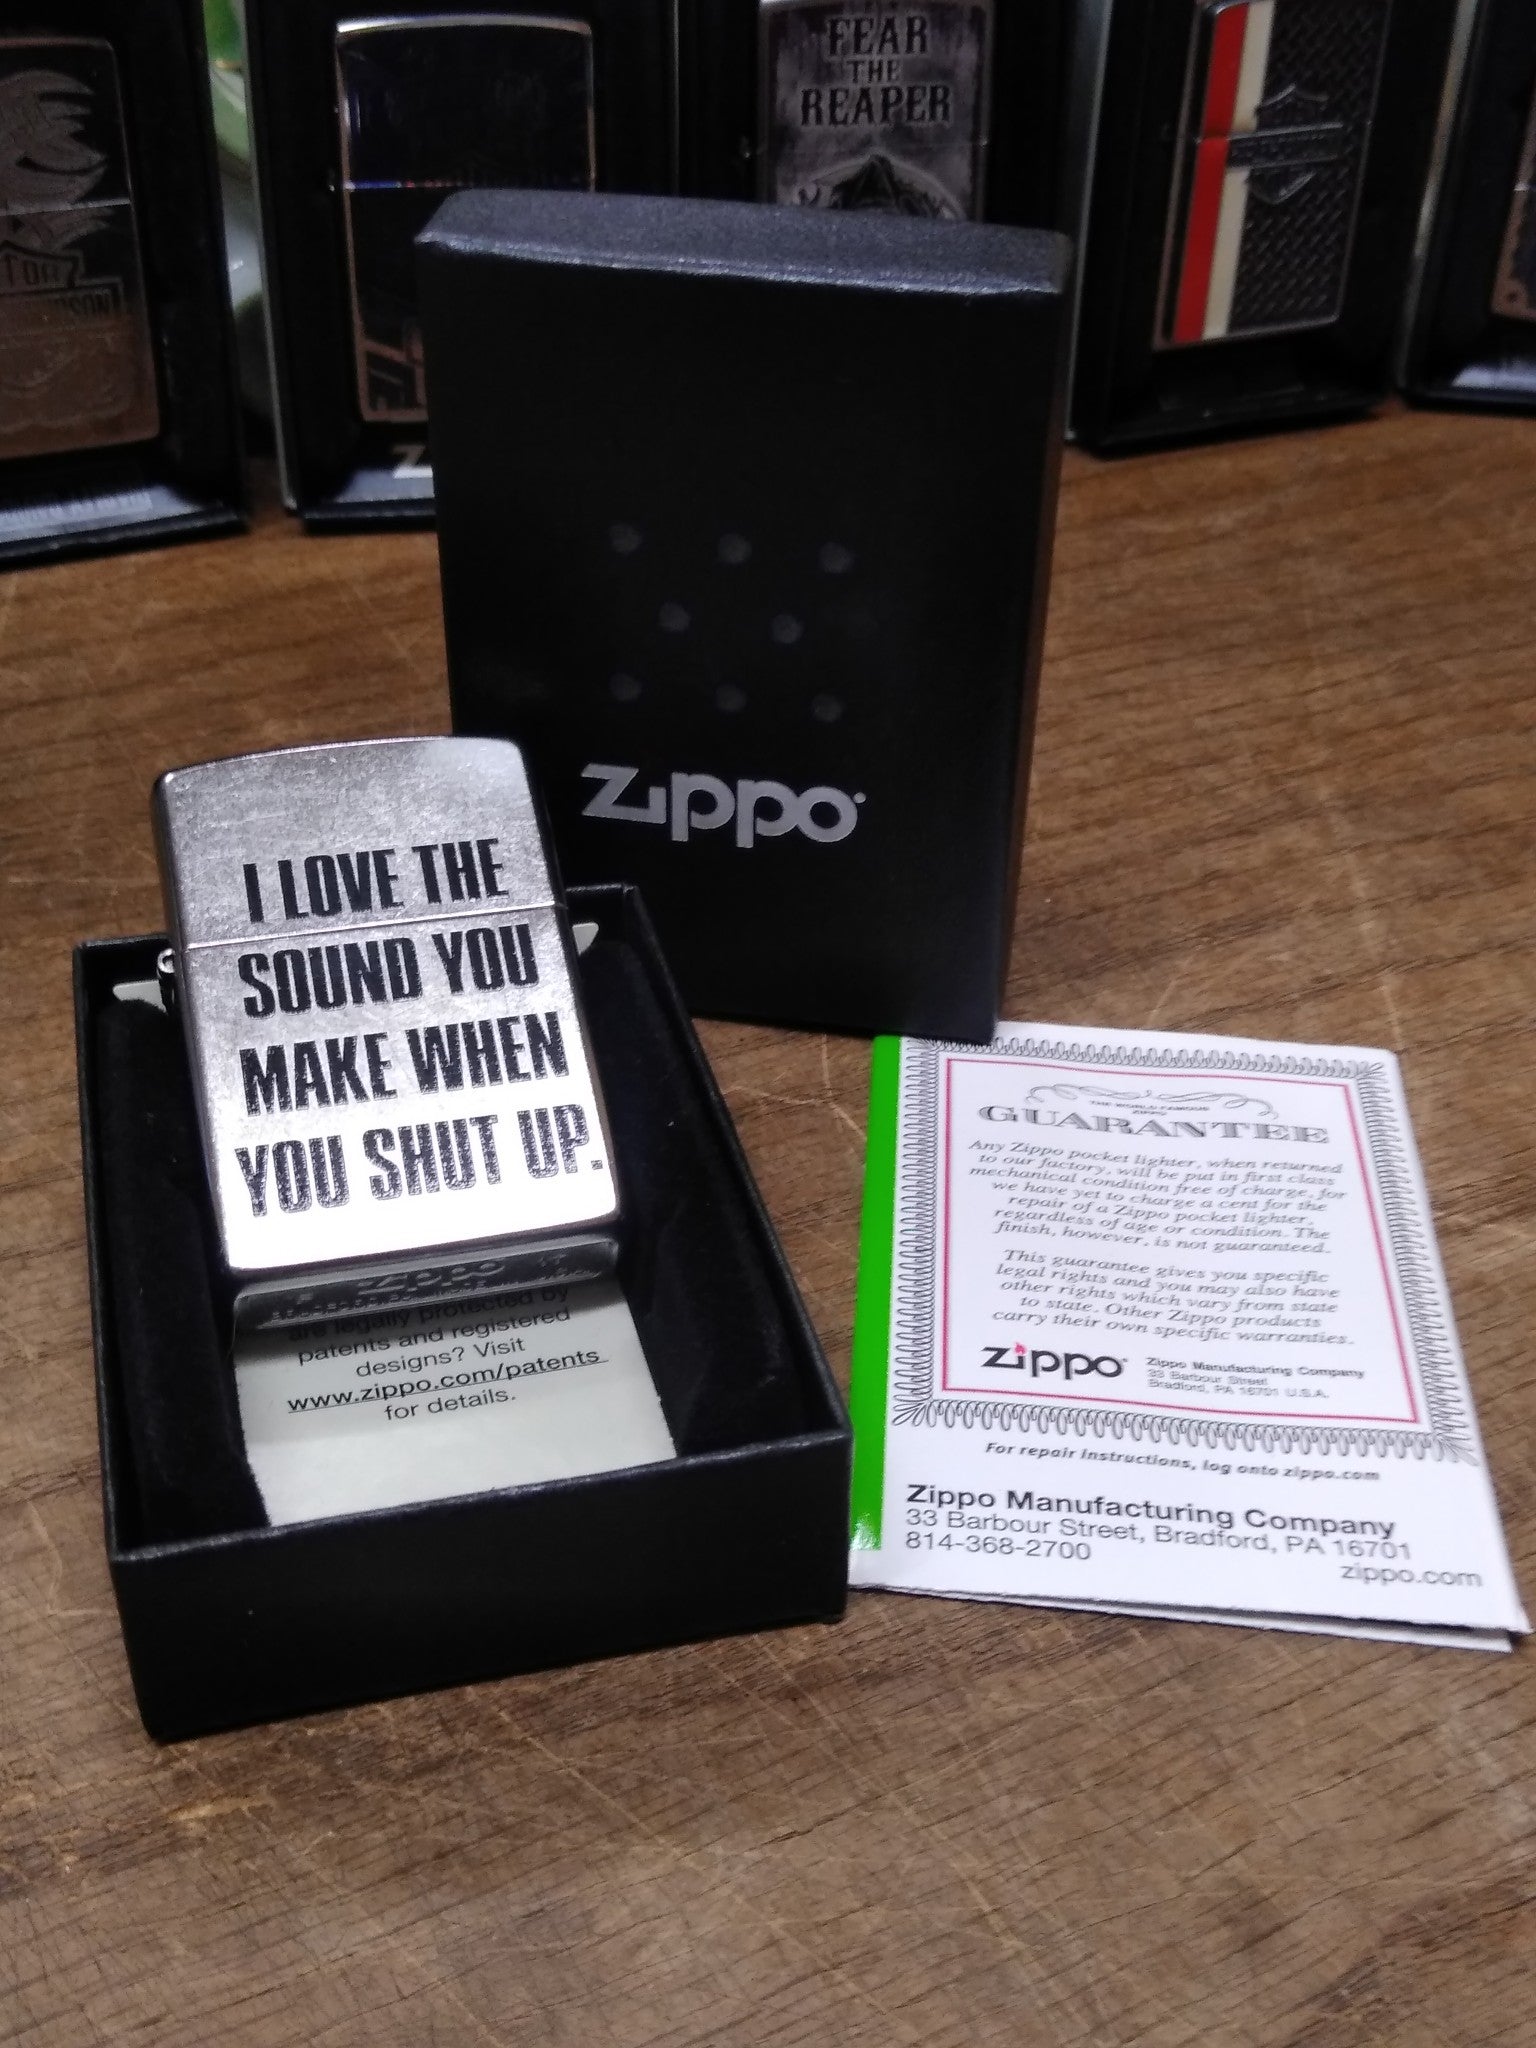 FEAR
THE
REAPER
Zippo
I LOVE THE
SOUND YOU
MAKE WHEN
YOU SHUT UP.
Zippo
are legally protected by
patents and registered
designs? Visit
www.zippo.com/patents
for details.
THE WORLD FAMOUS
ZIPPO
GUARANTEE
Any Zippo pocket lighter, when returned
to our factory, will be put in first class
mechanical condition free of charge, for
we have yet to charge a cent for the
repair of a Zippo pocket lighter,
regardless of age or condition. The
finish, however, is not guaranteed.
This guarantee gives you specific
legal rights and you may also have
other rights which vary from state
to state. Other Zippo products
carry their own specific warranties.
Zippo
Zippo Manufacturing Company
33 Barbour Street
Bradford, PA 16701 U.S.A.
For repair instructions, log onto zippo.com
Zippo Manufacturing Company
33 Barbour Street, Bradford, PA 16701
814-368-2700
zippo.com